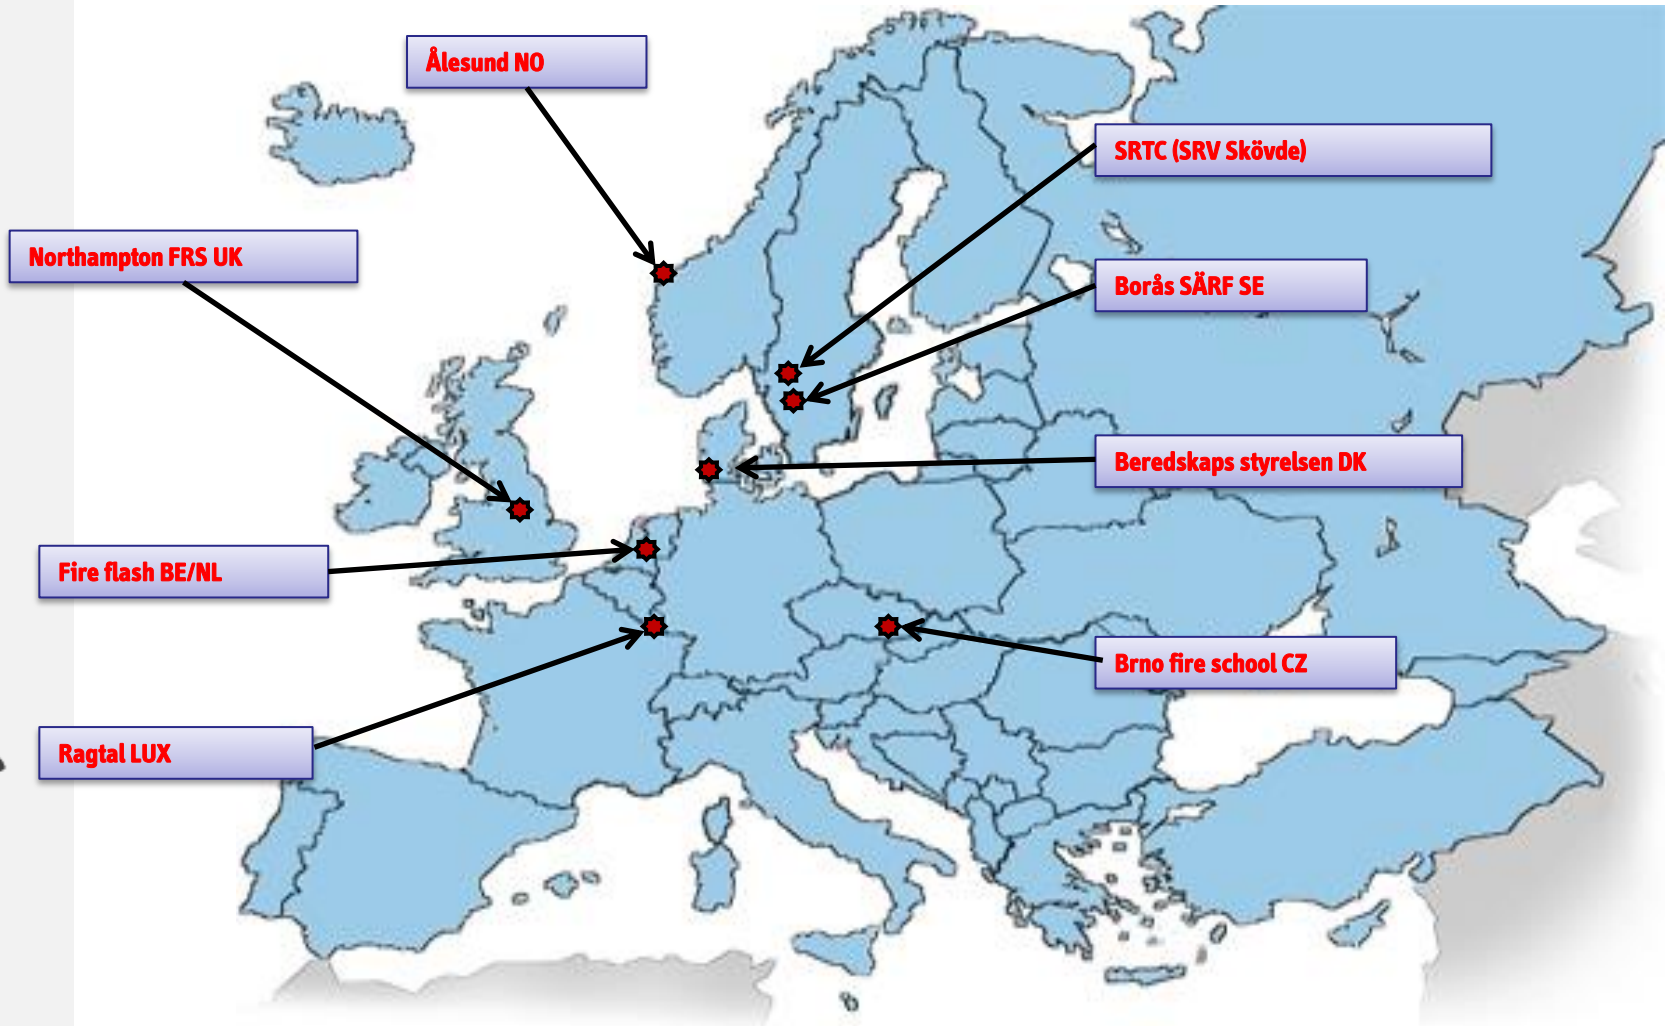 Ålesund NO
SRTC (SRV Skövde)
Northampton FRS UK
Borås SÄRF SE
Beredskaps styrelsen DK
Fire flash BE/NL
Brno fire school CZ
Ragtal LUX